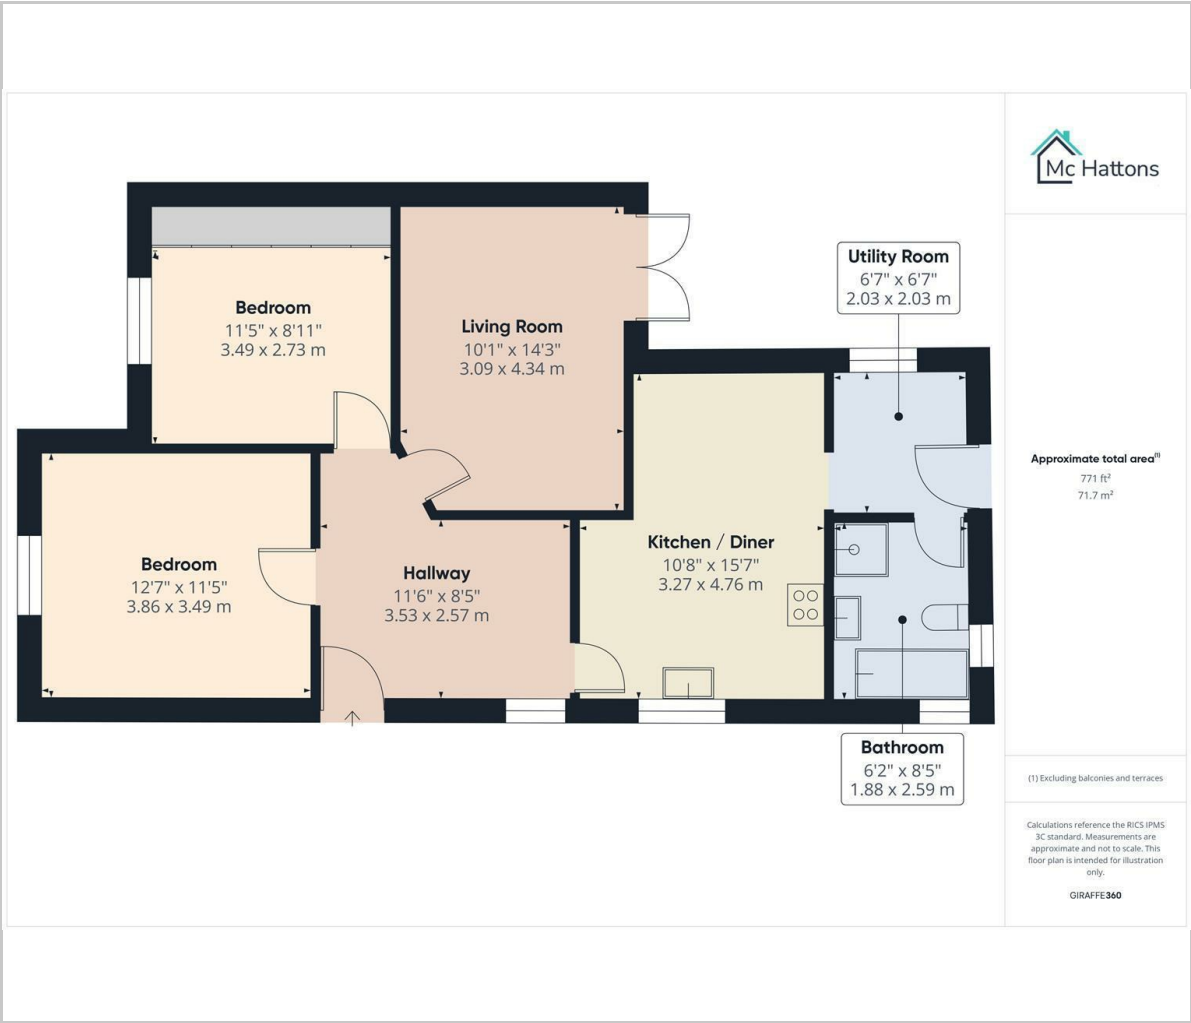 Mc Hattons
Utility Room
6'7" x 6'7"
2.03 x 2.03 m
Bedroom
11'5" x 8'11"
3.49 x 2.73 m
Living Room
10'1" x 14'3"
3.09 x 4.34 m
Approximate total area(1)
771 ft²
71.7 m²
Bedroom
12'7" x 11'5"
3.86 x 3.49 m
Hallway
11'6" x 8'5"
3.53 x 2.57 m
Kitchen / Diner
10'8" x 15'7"
3.27 x 4.76 m
Bathroom
6'2" x 8'5"
1.88 x 2.59 m
(1) Excluding balconies and terraces
Calculations reference the RICS IPMS
3C standard. Measurements are
approximate and not to scale. This
floor plan is intended for illustration
only.
GIRAFFE360